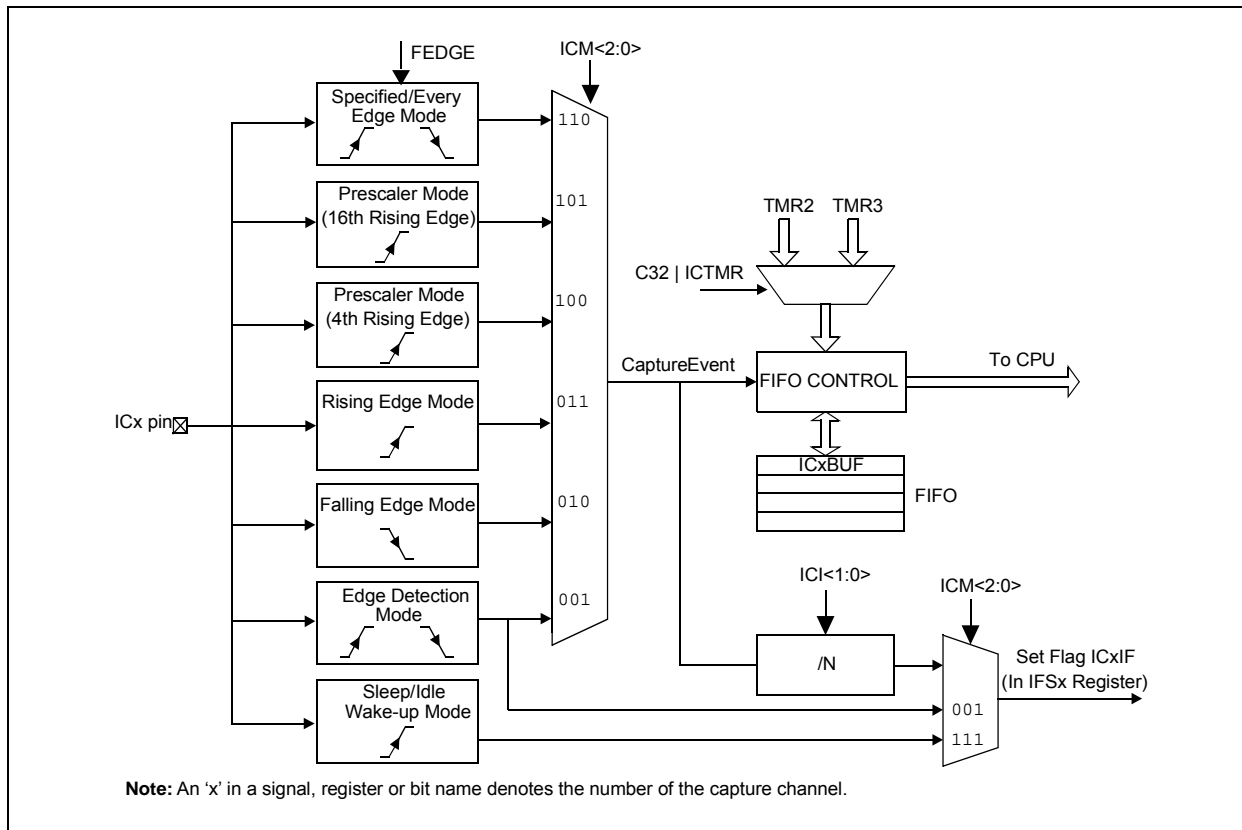 FEDGE
ICM<2:0>
Specified/Every
Edge Mode
110
Prescaler Mode
(16th Rising Edge)
101
TMR2
TMR3
C32 | ICTMR
Prescaler Mode
(4th Rising Edge)
100
CaptureEvent
FIFO CONTROL
To CPU
ICx pin
Rising Edge Mode
011
ICxBUF
FIFO
Falling Edge Mode
010
ICI<1:0>
ICM<2:0>
Edge Detection
Mode
001
/N
Set Flag ICxIF
(In IFSx Register)
Sleep/Idle
Wake-up Mode
001
111
Note: An ‘x’ in a signal, register or bit name denotes the number of the capture channel.